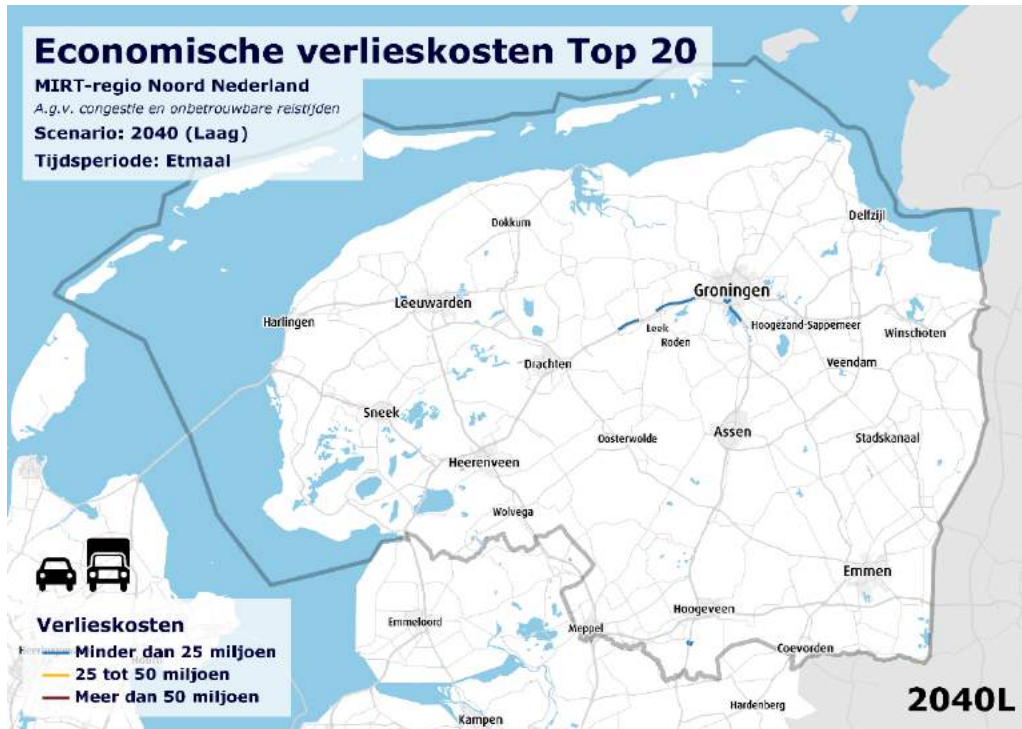 Economische verlieskosten Top 20
MIRT-regio Noord Nederland
A.g.v. congestie en onbetrouwbare reistijden
Scenario: 2040 (Laag)
Tijdsperiode: Etmaal
Dokkum
Delfzijl
Groningen
Leeuwarden
Harlingen
Leek
Roden
Hoogezand-Sappemeer
Winschoten
Veendam
Drachten
Sneek
Oosterwolde
Assen
Stadskanaal
Heerenveen
Wolvega
Emmen
Emmeloord
Meppel
Hoogeveen
Coevorden
Hardenberg
Kampen
Verlieskosten
Minder dan 25 miljoen
25 tot 50 miljoen
Meer dan 50 miljoen
2040L